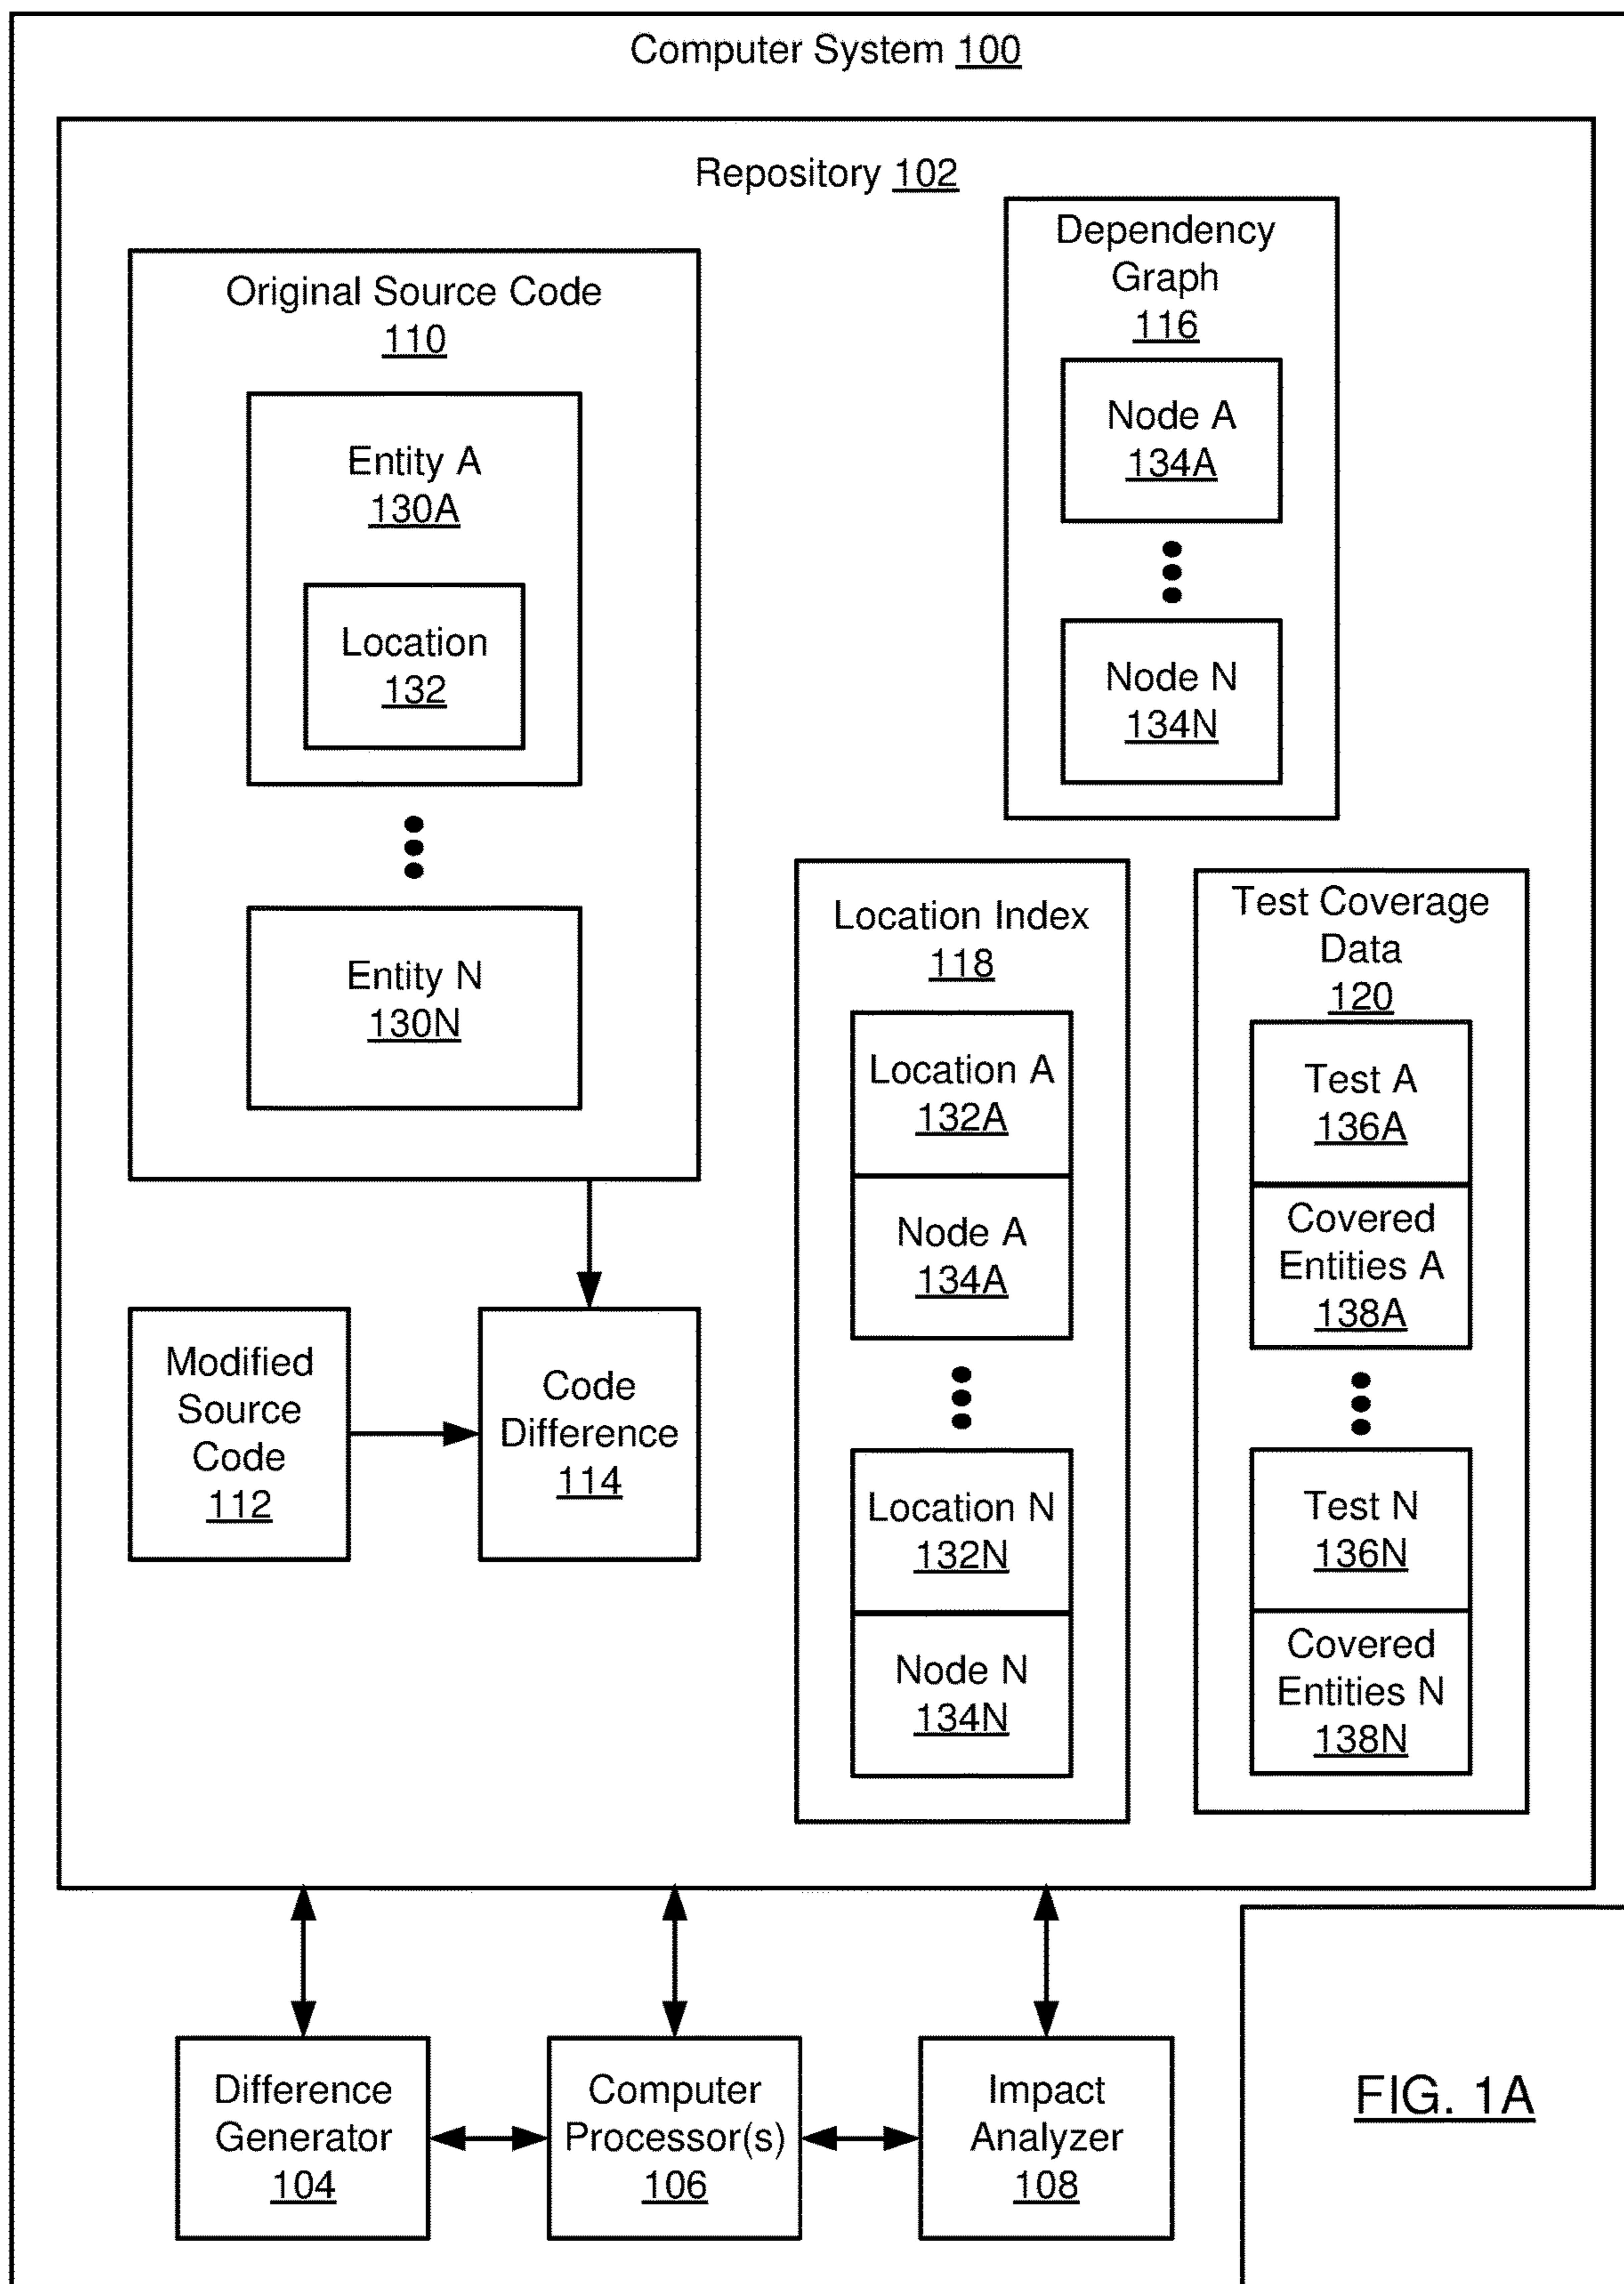 Computer System 100
Repository 102
Original Source Code
110
Entity A
130A
Location
132
Entity N
130N
Dependency
Graph
116
Node A
134A
Node N
134N
Location Index
118
Location A
132A
Node A
134A
Location N
132N
Node N
134N
Test Coverage
Data
120
Test A
136A
Covered
Entities A
138A
Test N
136N
Covered
Entities N
138N
Modified
Source
Code
112
Code
Difference
114
Difference
Generator
104
Computer
Processor(s)
106
Impact
Analyzer
108
FIG. 1A